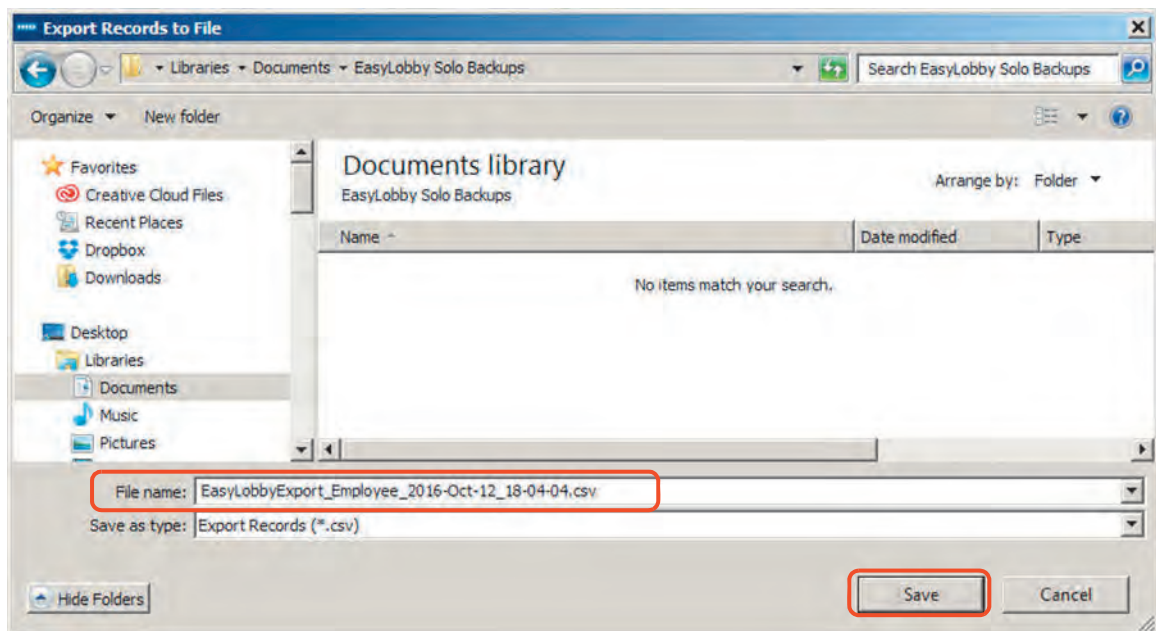 Export Records to File
Libraries Documents EasyLobby Solo Backups Search EasyLobby Solo Backups
Organize New folder
Favorites
Creative Cloud Files
Recent Places
Dropbox
Downloads
Desktop
Libraries
Documents
Music
Pictures
Documents library
EasyLobby Solo Backups
Arrange by: Folder
Name Date modified Type
No items match your search.
File name: EasyLobbyExport_Employee_2016-Oct-12_18-04-04.csv
Save as type: Export Records (*.csv)
Hide Folders Save Cancel